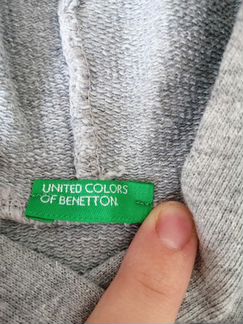 UNITED COLORS
OF BENETTON.